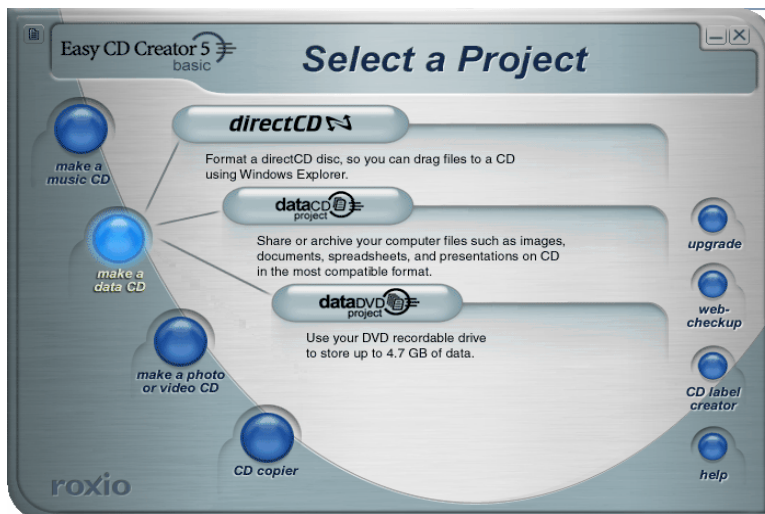 Easy CD Creator 5
basic
Select a Project
make a
music CD
directCD
Format a directCD disc, so you can drag files to a CD
using Windows Explorer.
make a
data CD
dataCD
project
Share or archive your computer files such as images,
documents, spreadsheets, and presentations on CD
in the most compatible format.
dataDVD
project
Use your DVD recordable drive
to store up to 4.7 GB of data.
make a photo
or video CD
CD copier
upgrade
web-
checkup
CD label
creator
help
roxio